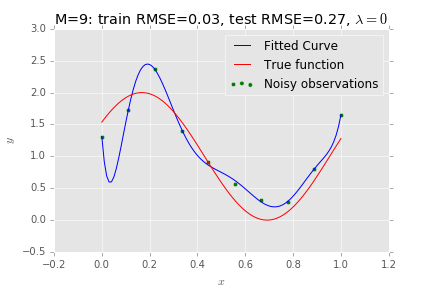 M=9: train RMSE=0.03, test RMSE=0.27, λ=0
3.0
2.5
2.0
1.5
1.0
0.5
0.0
−0.5
y
Fitted Curve
True function
Noisy observations
−0.2 0.0 0.2 0.4 0.6 0.8 1.0 1.2
x